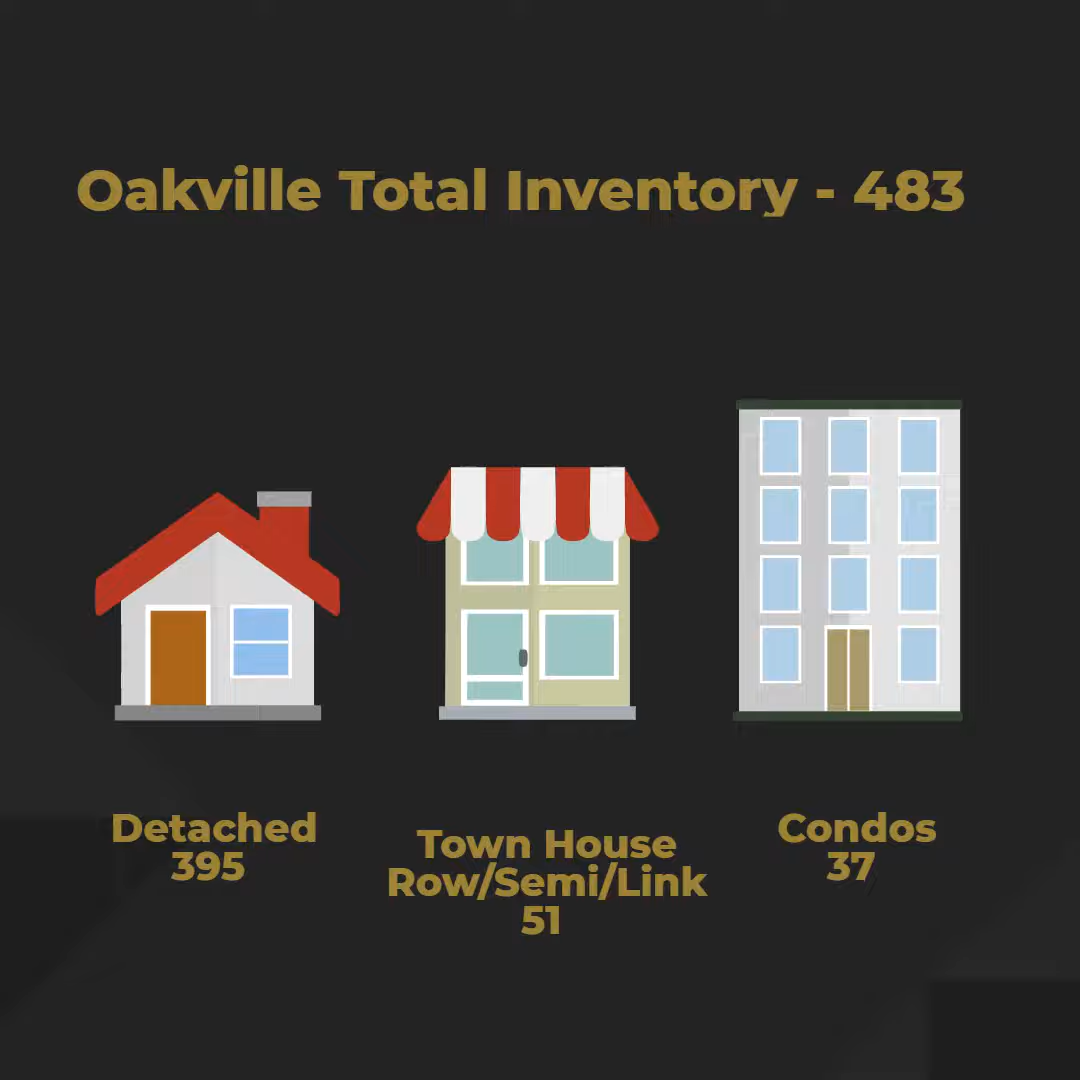 Oakville Total Inventory - 483
Detached
395
Town House
Row/Semi/Link
51
Condos
37